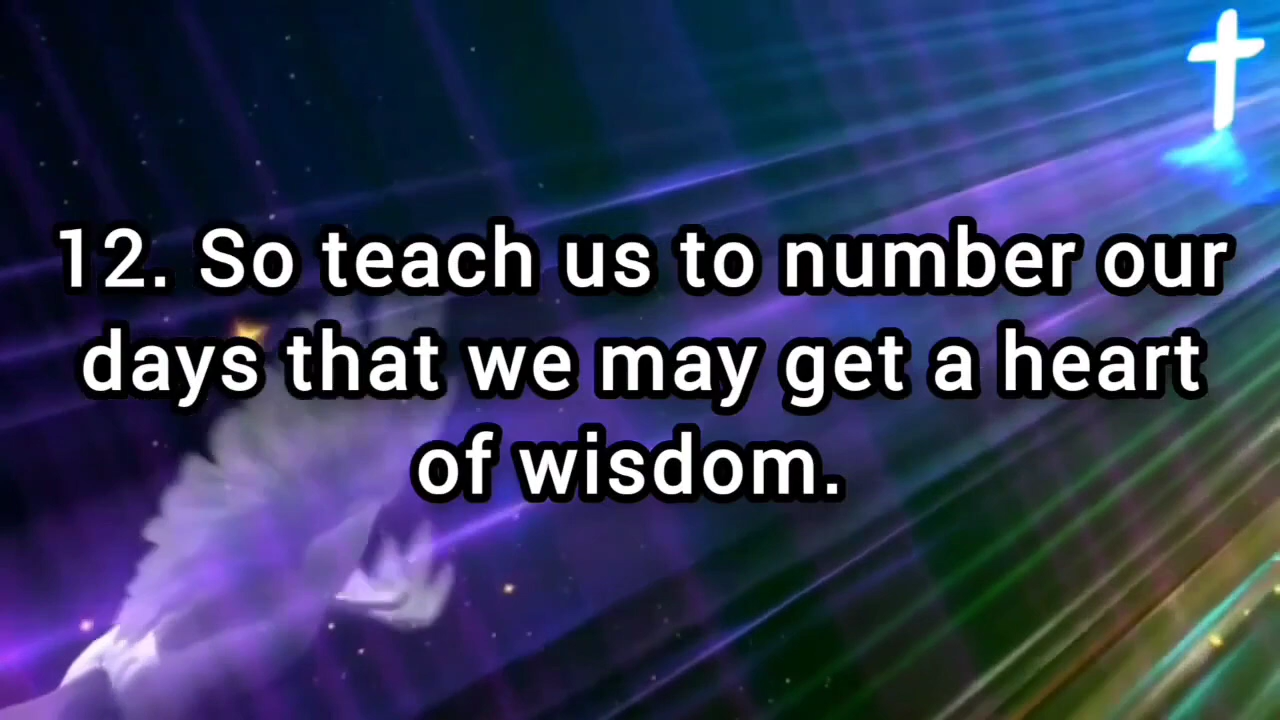 12. So teach us to number our
days that we may get a heart
of wisdom.